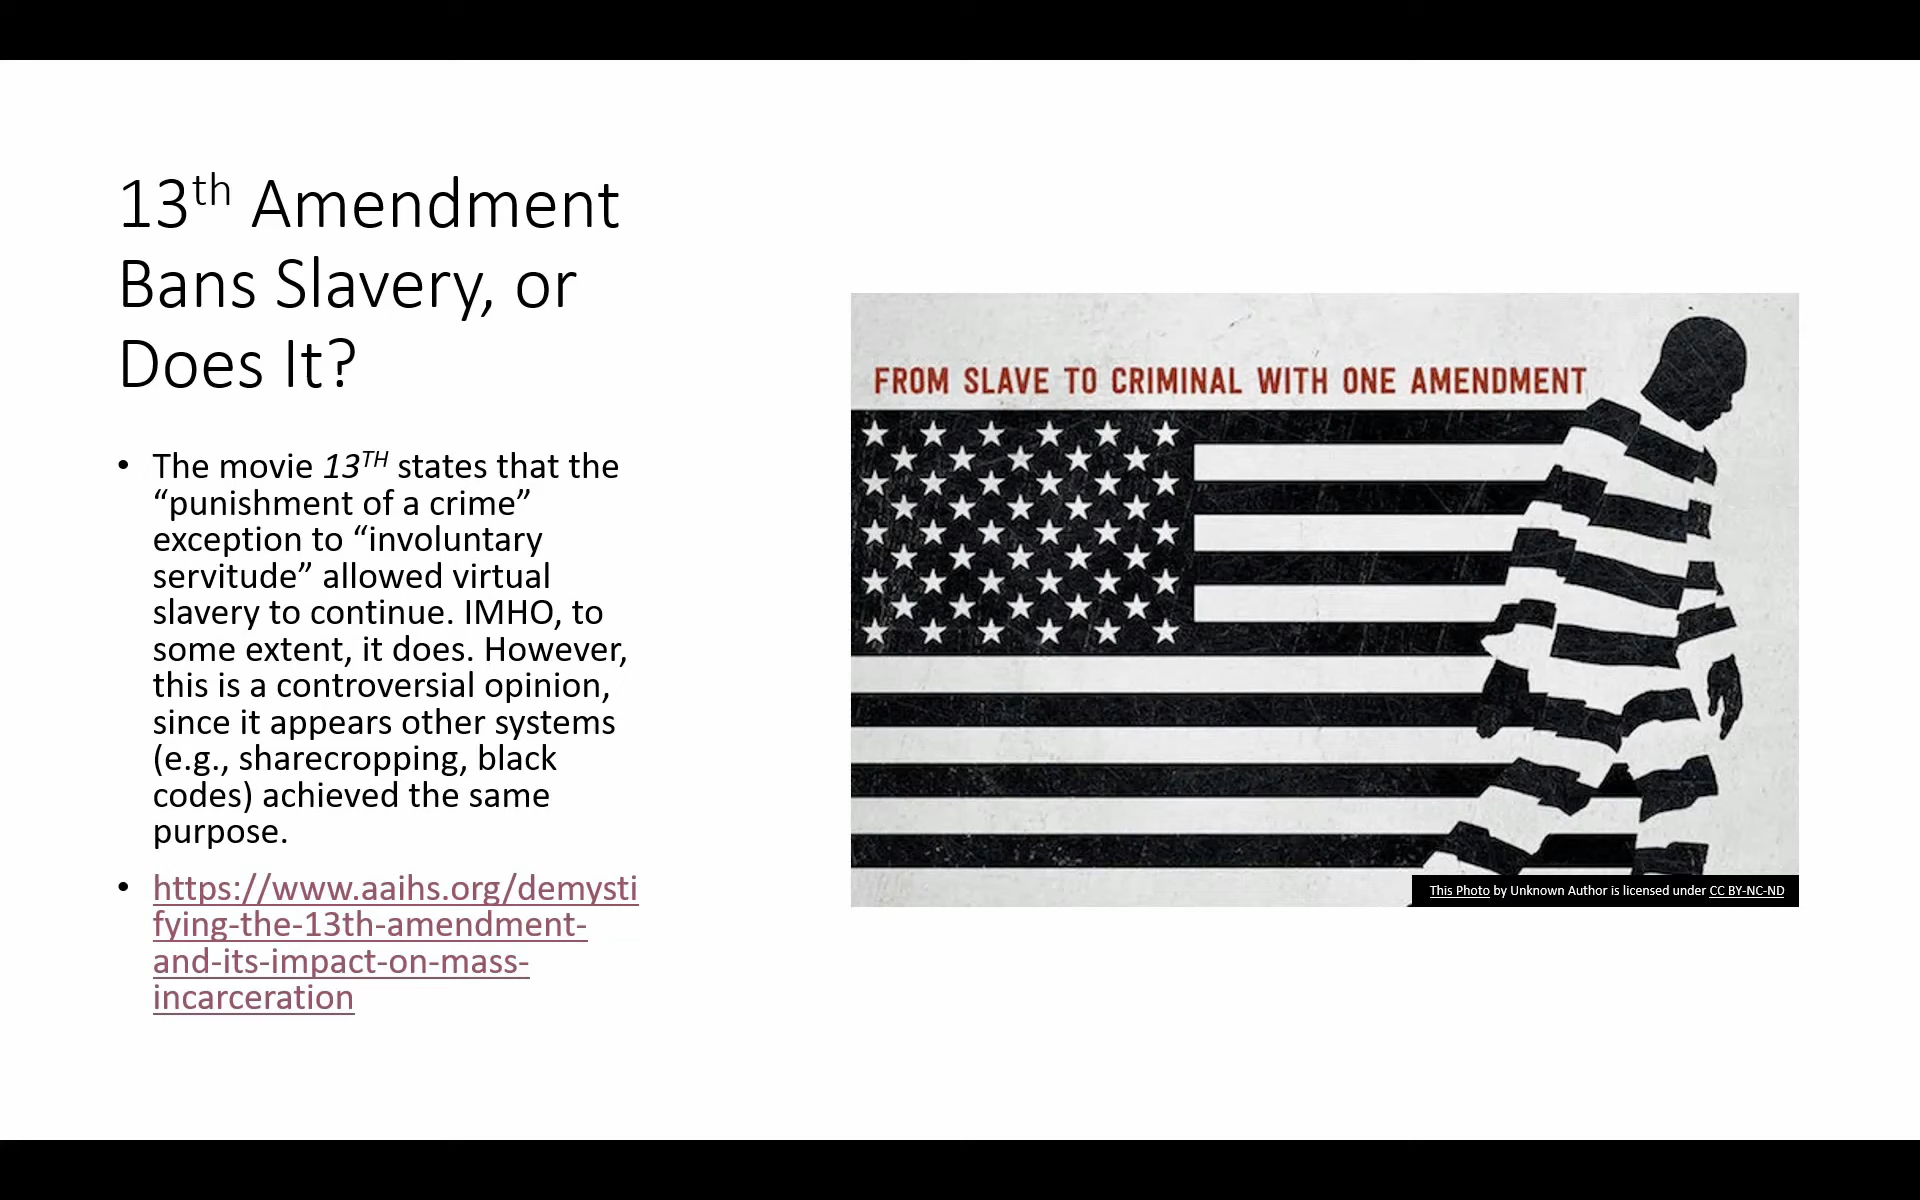 13th Amendment
Bans Slavery, or
Does It?
• The movie 13TH states that the
“punishment of a crime”
exception to “involuntary
servitude” allowed virtual
slavery to continue. IMHO, to
some extent, it does. However,
this is a controversial opinion,
since it appears other systems
(e.g., sharecropping, black
codes) achieved the same
purpose.
• https://www.aaihs.org/demysti
fying-the-13th-amendment-
and-its-impact-on-mass-
incarceration
FROM SLAVE TO CRIMINAL WITH ONE AMENDMENT
This Photo by Unknown Author is licensed under CC BY-NC-ND